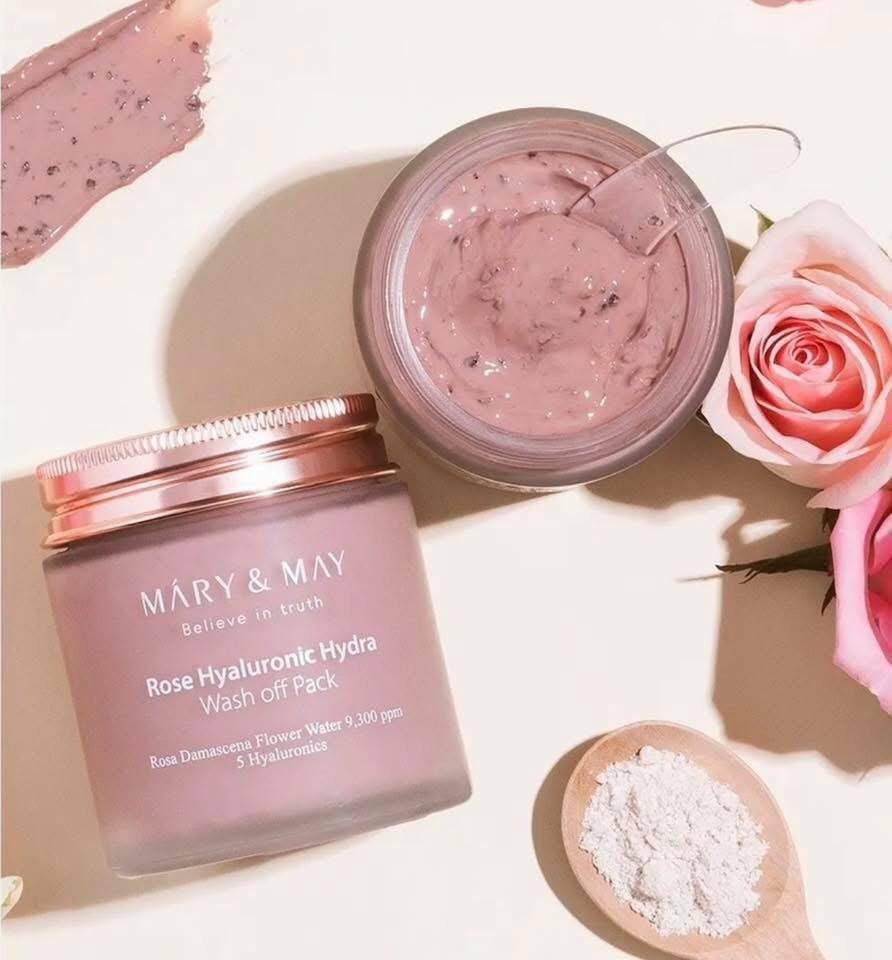 MÁRY & MAY
Believe in truth
Rose Hyaluronic Hydra
Wash off Pack
Rosa Damascena Flower Water 9,300 ppm
5 Hyaluronics